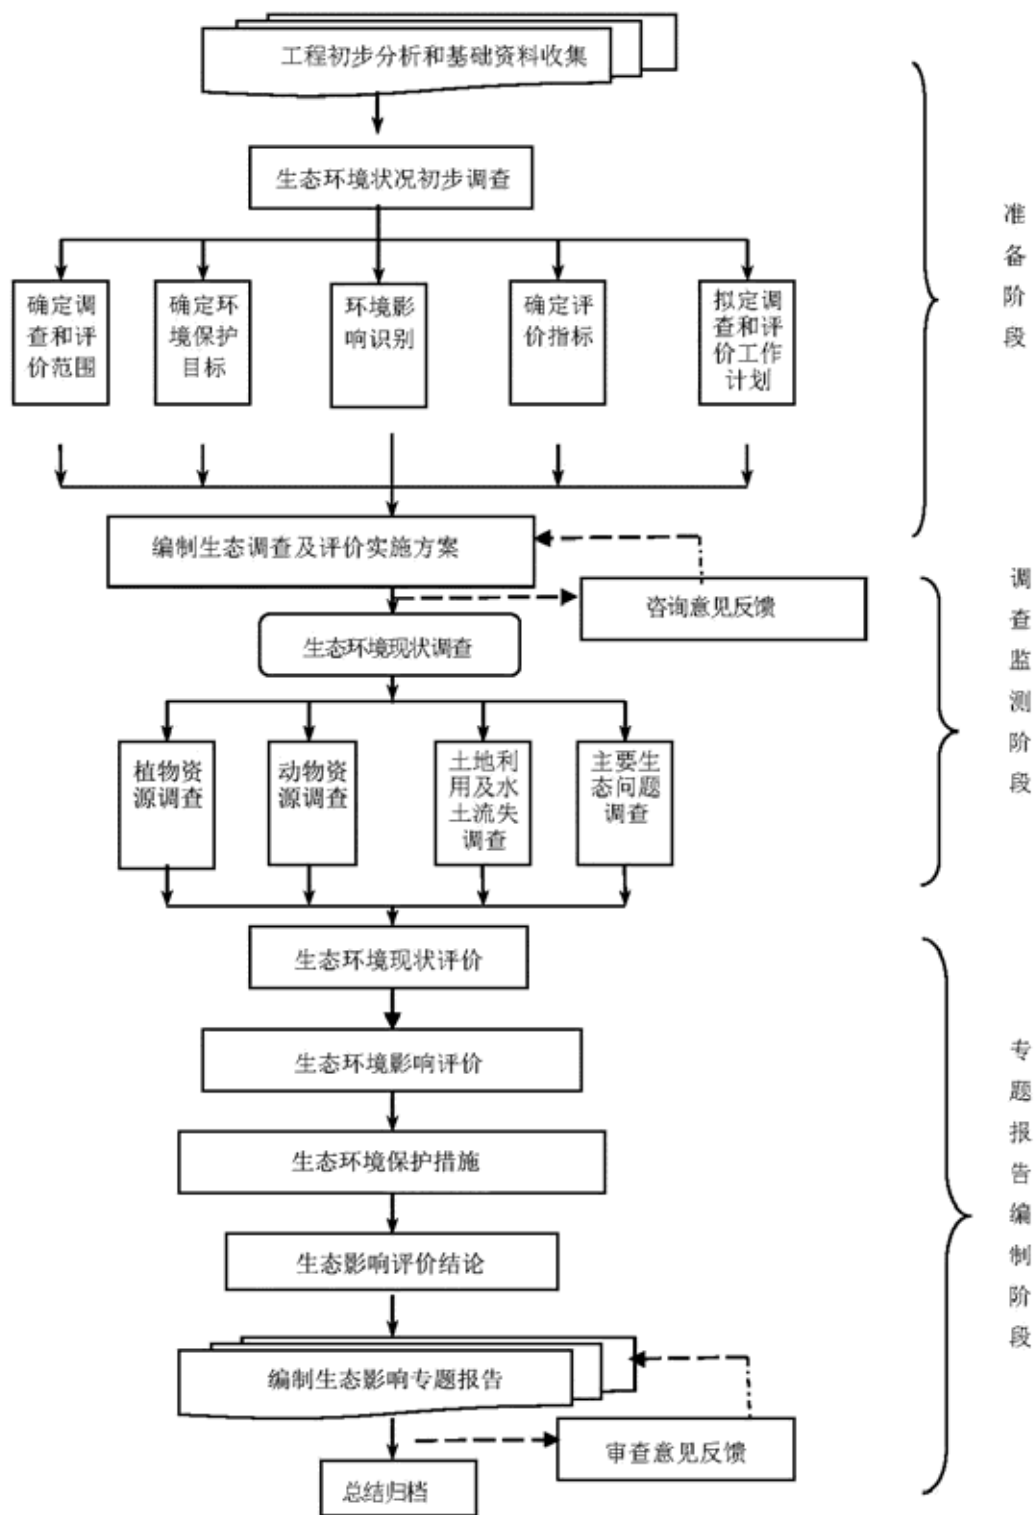 工程初步分析和基础资料收集
生态环境状况初步调查
确定调
查和评
价范围
确定环
境保护
目标
环境影
响识别
确定评
价指标
拟定调
查和评
价工作
计划
准备阶段
编制生态调查及评价实施方案
咨询意见反馈
生态环境现状调查
植物资
源调查
动物资
源调查
土地利
用及水
土流失
调查
主要生
态问题
调查
调查监测阶段
生态环境现状评价
生态环境影响评价
生态环境保护措施
生态影响评价结论
编制生态影响专题报告
审查意见反馈
总结归档
专题报告编制阶段